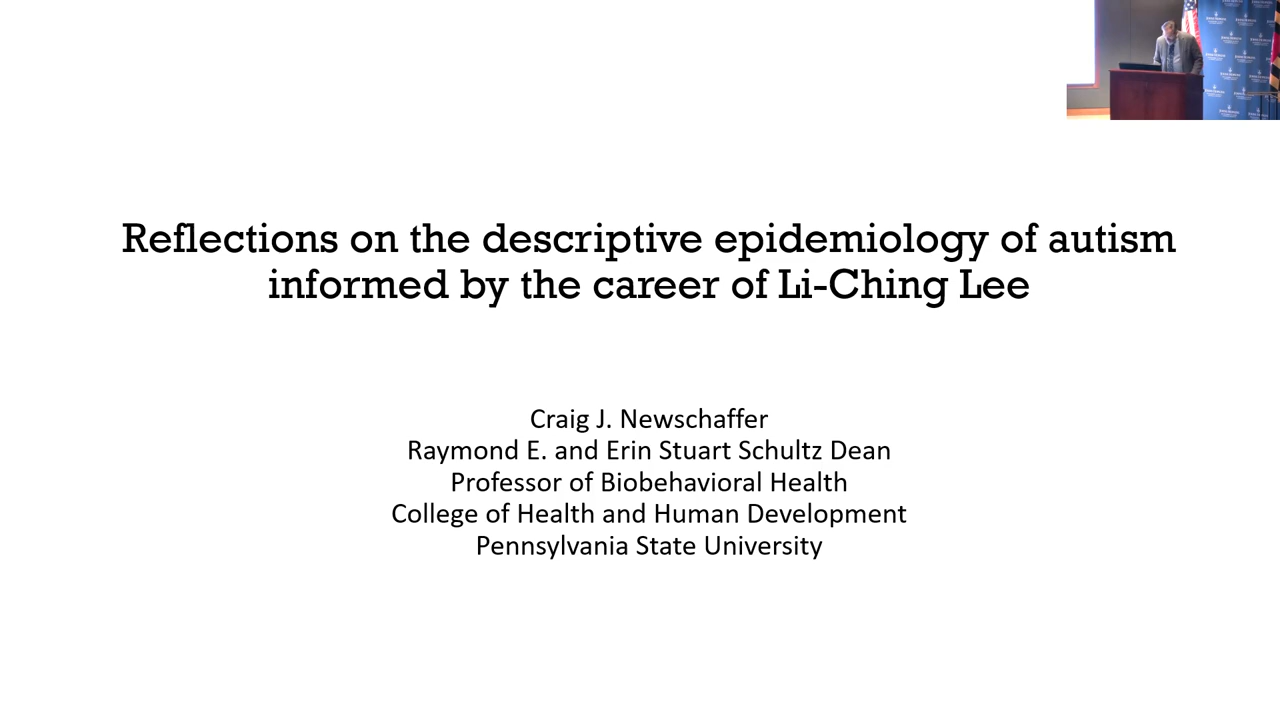 Reflections on the descriptive epidemiology of autism
informed by the career of Li-Ching Lee
Craig J. Newschaffer
Raymond E. and Erin Stuart Schultz Dean
Professor of Biobehavioral Health
College of Health and Human Development
Pennsylvania State University